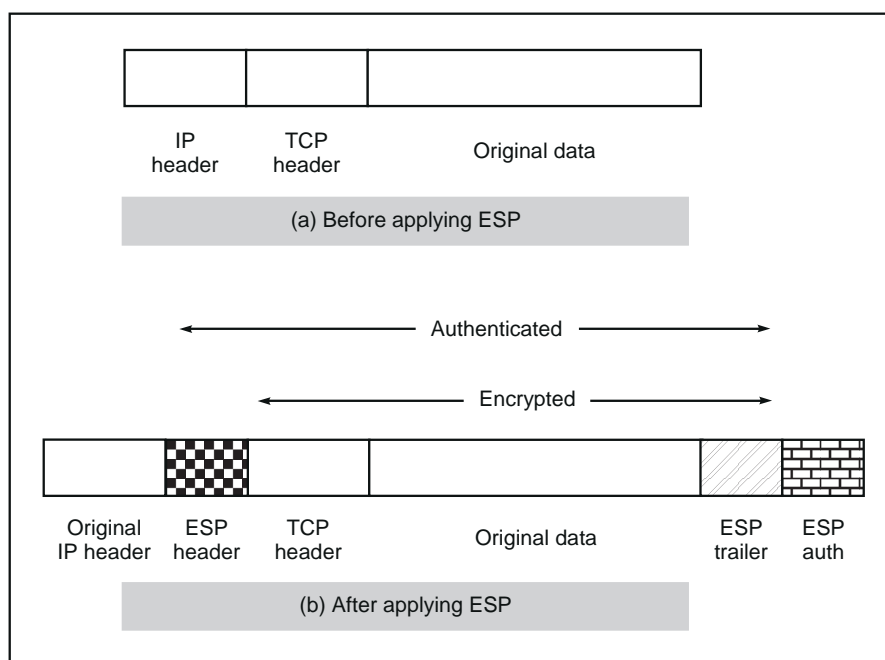 IP
header
TCP
header
Original data
(a) Before applying ESP
Authenticated
Encrypted
Original
IP header
ESP
header
TCP
header
Original data
ESP
trailer
ESP
auth
(b) After applying ESP